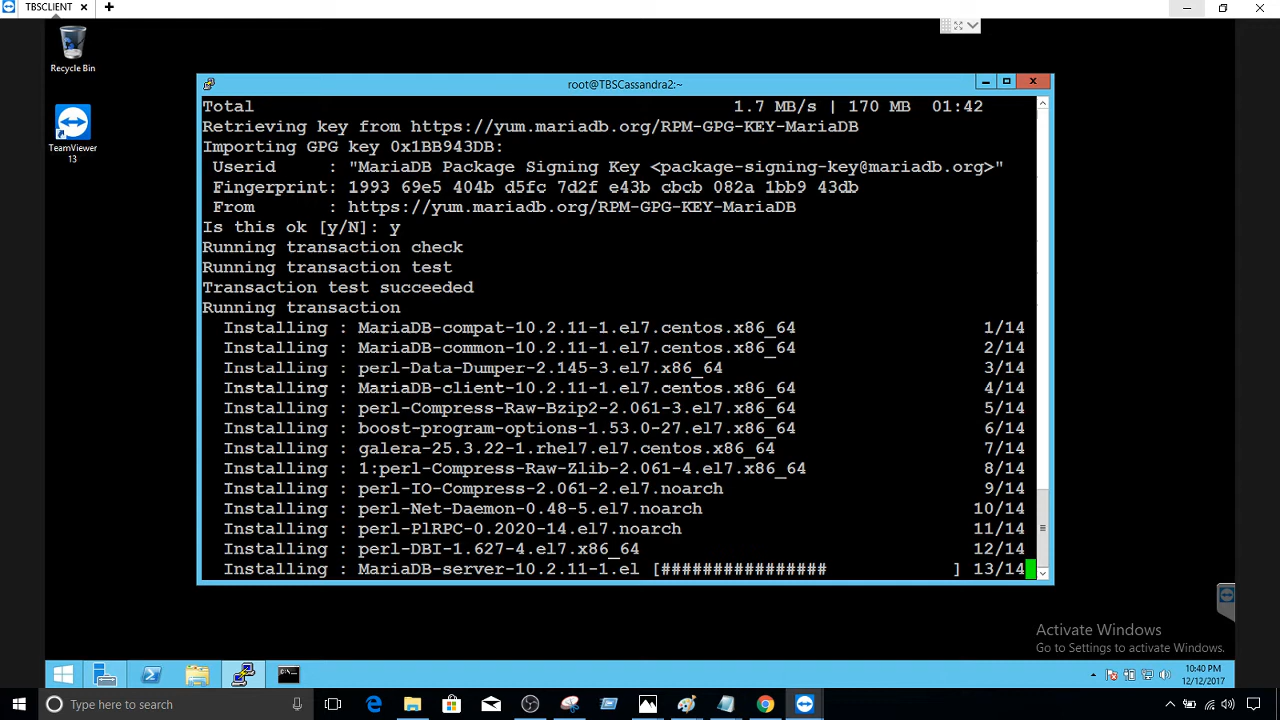 TBSCLIENT
Recycle Bin
TeamViewer
13
root@TBSCassandra2:~
Total 1.7 MB/s | 170 MB 01:42
Retrieving key from https://yum.mariadb.org/RPM-GPG-KEY-MariaDB
Importing GPG key 0x1BB943DB:
Userid : "MariaDB Package Signing Key <package-signing-key@mariadb.org>"
Fingerprint: 1993 69e5 404b d5fc 7d2f e43b cbcb 082a 1bb9 43db
From : https://yum.mariadb.org/RPM-GPG-KEY-MariaDB
Is this ok [y/N]: y
Running transaction check
Running transaction test
Transaction test succeeded
Running transaction
Installing : MariaDB-compat-10.2.11-1.el7.centos.x86_64 1/14
Installing : MariaDB-common-10.2.11-1.el7.centos.x86_64 2/14
Installing : perl-Data-Dumper-2.145-3.el7.x86_64 3/14
Installing : MariaDB-client-10.2.11-1.el7.centos.x86_64 4/14
Installing : perl-Compress-Raw-Bzip2-2.061-3.el7.x86_64 5/14
Installing : boost-program-options-1.53.0-27.el7.x86_64 6/14
Installing : galera-25.3.22-1.rhel7.el7.centos.x86_64 7/14
Installing : 1:perl-Compress-Raw-Zlib-2.061-4.el7.x86_64 8/14
Installing : perl-IO-Compress-2.061-2.el7.noarch 9/14
Installing : perl-Net-Daemon-0.48-5.el7.noarch 10/14
Installing : perl-PlRPC-0.2020-14.el7.noarch 11/14
Installing : perl-DBI-1.627-4.el7.x86_64 12/14
Installing : MariaDB-server-10.2.11-1.el [################ ] 13/14
Activate Windows
Go to Settings to activate Windows.
10:40 PM
12/12/2017
Type here to search